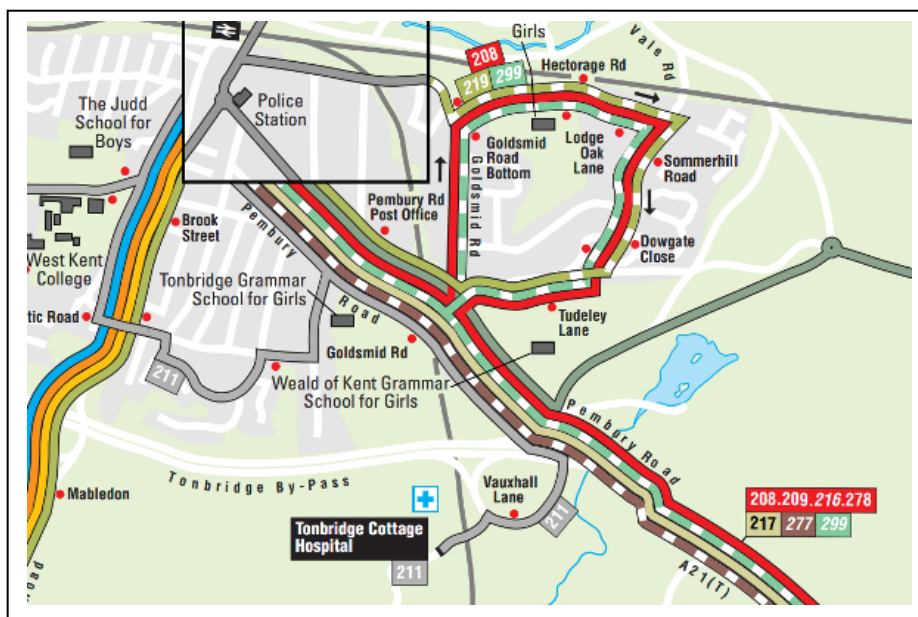 Girls
208
219 299
Hectorage Rd
Vale Rd
The Judd
School for
Boys
Police
Station
Goldsmid
Road
Bottom
Goldsmid Rd
Lodge
Oak
Lane
Sommerhill
Road
Pembury Rd
Post Office
Pembury
Road
Brook
Street
West Kent
College
Dowgate
Close
Tonbridge Grammar
School for Girls
tic Road
Tudeley
Lane
Goldsmid Rd
211
Weald of Kent Grammar
School for Girls
Pembury Road
Tonbridge By-Pass
Mabledon
Vauxhall
Lane
211
208.209.216.278
217 277 299
Tonbridge Cottage
Hospital
211
A21(T)
oad